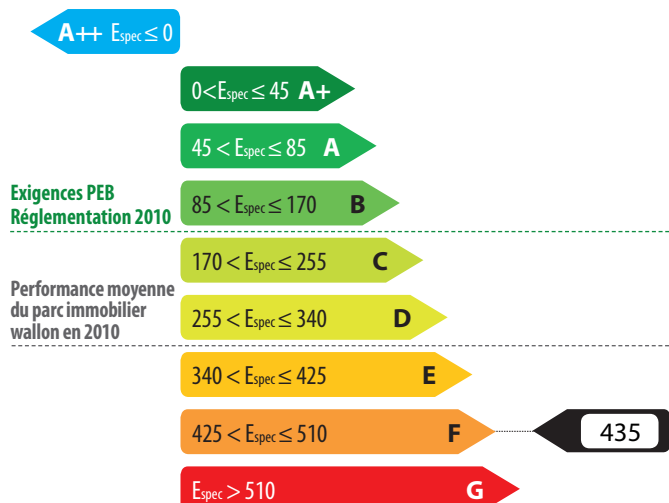 A++ Espec ≤ 0
0<Espec ≤ 45 A+
45 < Espec ≤ 85 A
Exigences PEB
Réglementation 2010
85 < Espec ≤ 170 B
170 < Espec ≤ 255 C
Performance moyenne
du parc immobilier
wallon en 2010
255 < Espec ≤ 340 D
340 < Espec ≤ 425 E
425 < Espec ≤ 510 F 435
Espec > 510 G